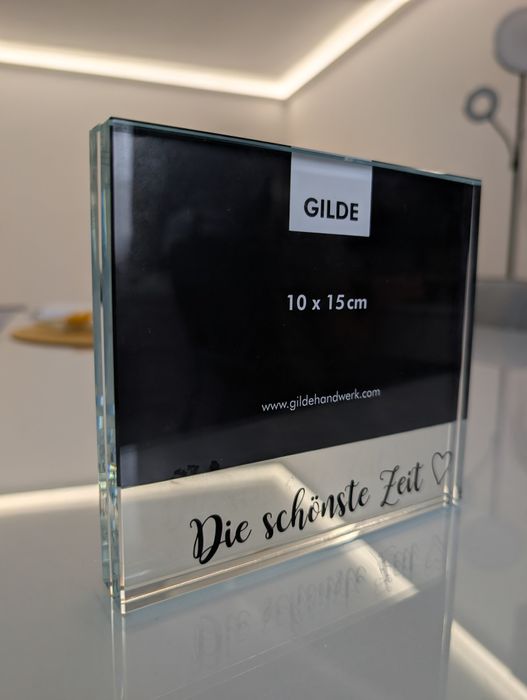 GILDE
10 x 15 cm
www.gildehandwerk.com
Die schönste Zeit ♡